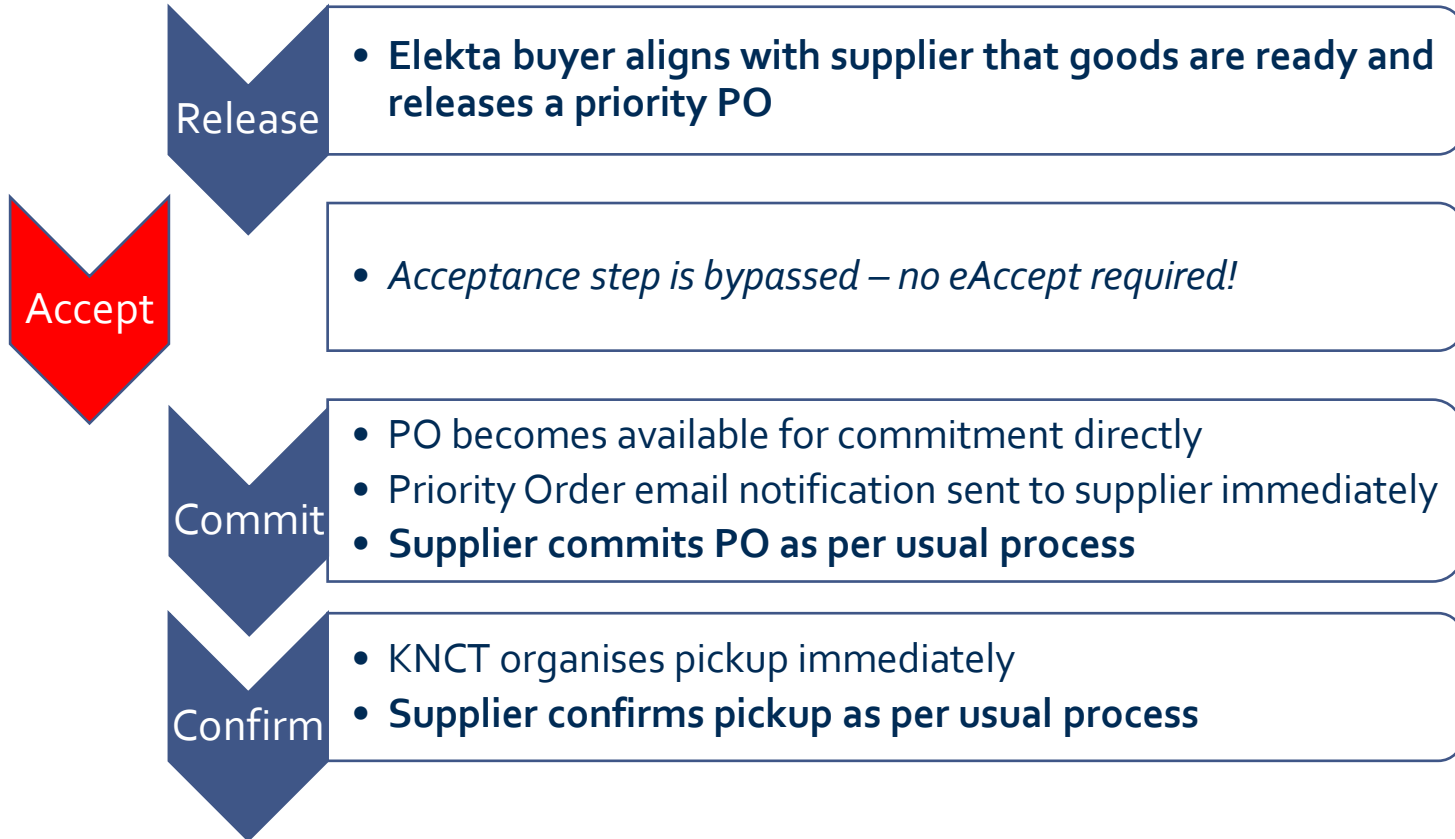 Release
• Elekta buyer aligns with supplier that goods are ready and
releases a priority PO
Accept
• Acceptance step is bypassed – no eAccept required!
Commit
• PO becomes available for commitment directly
• Priority Order email notification sent to supplier immediately
• Supplier commits PO as per usual process
Confirm
• KNCT organises pickup immediately
• Supplier confirms pickup as per usual process